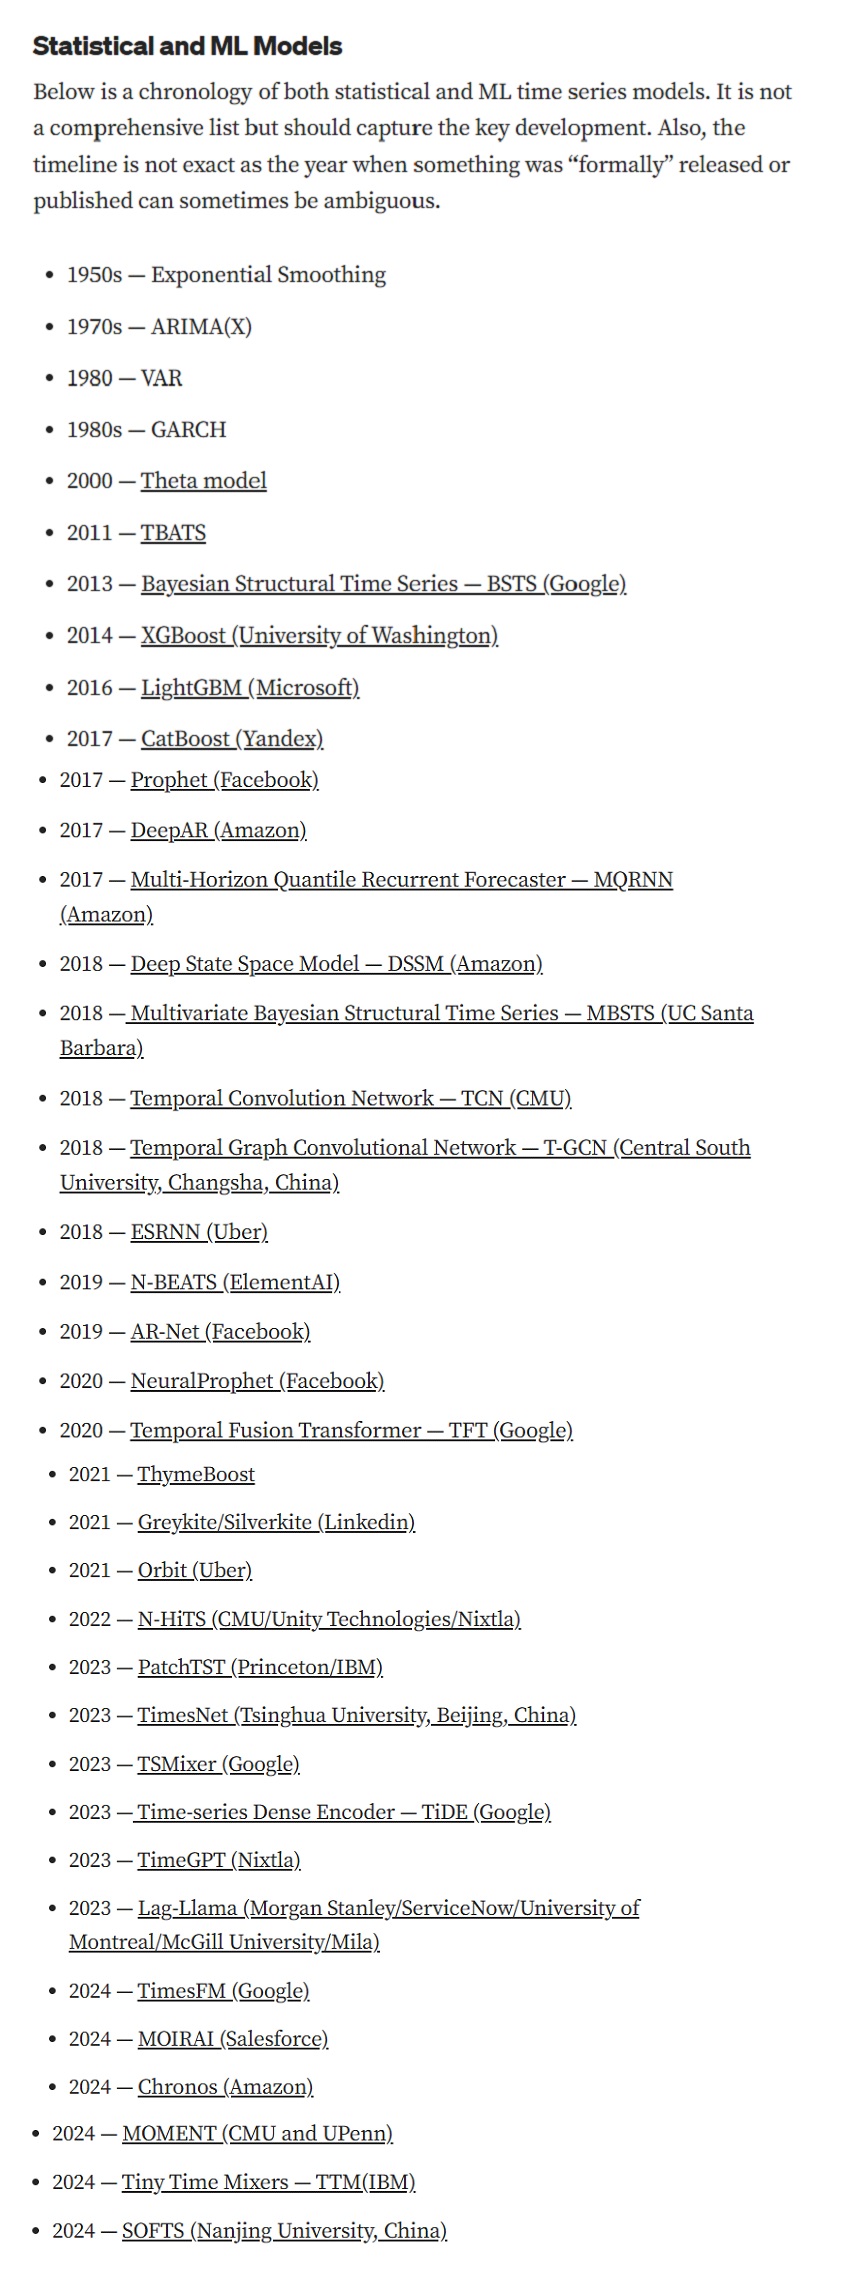 Statistical and ML Models
Below is a chronology of both statistical and ML time series models. It is not
a comprehensive list but should capture the key development. Also, the
timeline is not exact as the year when something was “formally” released or
published can sometimes be ambiguous.
• 1950s — Exponential Smoothing
• 1970s — ARIMA(X)
• 1980 — VAR
• 1980s — GARCH
• 2000 — Theta model
• 2011 — TBATS
• 2013 — Bayesian Structural Time Series — BSTS (Google)
• 2014 — XGBoost (University of Washington)
• 2016 — LightGBM (Microsoft)
• 2017 — CatBoost (Yandex)
• 2017 — Prophet (Facebook)
• 2017 — DeepAR (Amazon)
• 2017 — Multi-Horizon Quantile Recurrent Forecaster — MQRNN
(Amazon)
• 2018 — Deep State Space Model — DSSM (Amazon)
• 2018 — Multivariate Bayesian Structural Time Series — MBSTS (UC Santa
Barbara)
• 2018 — Temporal Convolution Network — TCN (CMU)
• 2018 — Temporal Graph Convolutional Network — T-GCN (Central South
University, Changsha, China)
• 2018 — ESRNN (Uber)
• 2019 — N-BEATS (ElementAI)
• 2019 — AR-Net (Facebook)
• 2020 — NeuralProphet (Facebook)
• 2020 — Temporal Fusion Transformer — TFT (Google)
• 2021 — ThymeBoost
• 2021 — Greykite/Silverkite (Linkedin)
• 2021 — Orbit (Uber)
• 2022 — N-HiTS (CMU/Unity Technologies/Nixtla)
• 2023 — PatchTST (Princeton/IBM)
• 2023 — TimesNet (Tsinghua University, Beijing, China)
• 2023 — TSMixer (Google)
• 2023 — Time-series Dense Encoder — TiDE (Google)
• 2023 — TimeGPT (Nixtla)
• 2023 — Lag-Llama (Morgan Stanley/ServiceNow/University of
Montreal/McGill University/Mila)
• 2024 — TimesFM (Google)
• 2024 — MOIRAI (Salesforce)
• 2024 — Chronos (Amazon)
• 2024 — MOMENT (CMU and UPenn)
• 2024 — Tiny Time Mixers — TTM(IBM)
• 2024 — SOFTS (Nanjing University, China)